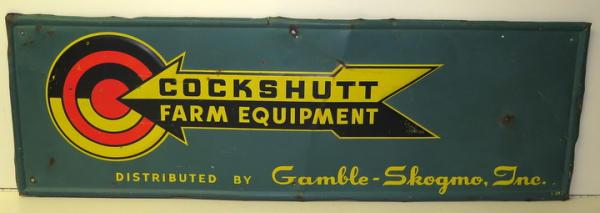 COCKSHUTT
FARM EQUIPMENT
DISTRIBUTED BY Gamble-Skogmo, Inc.